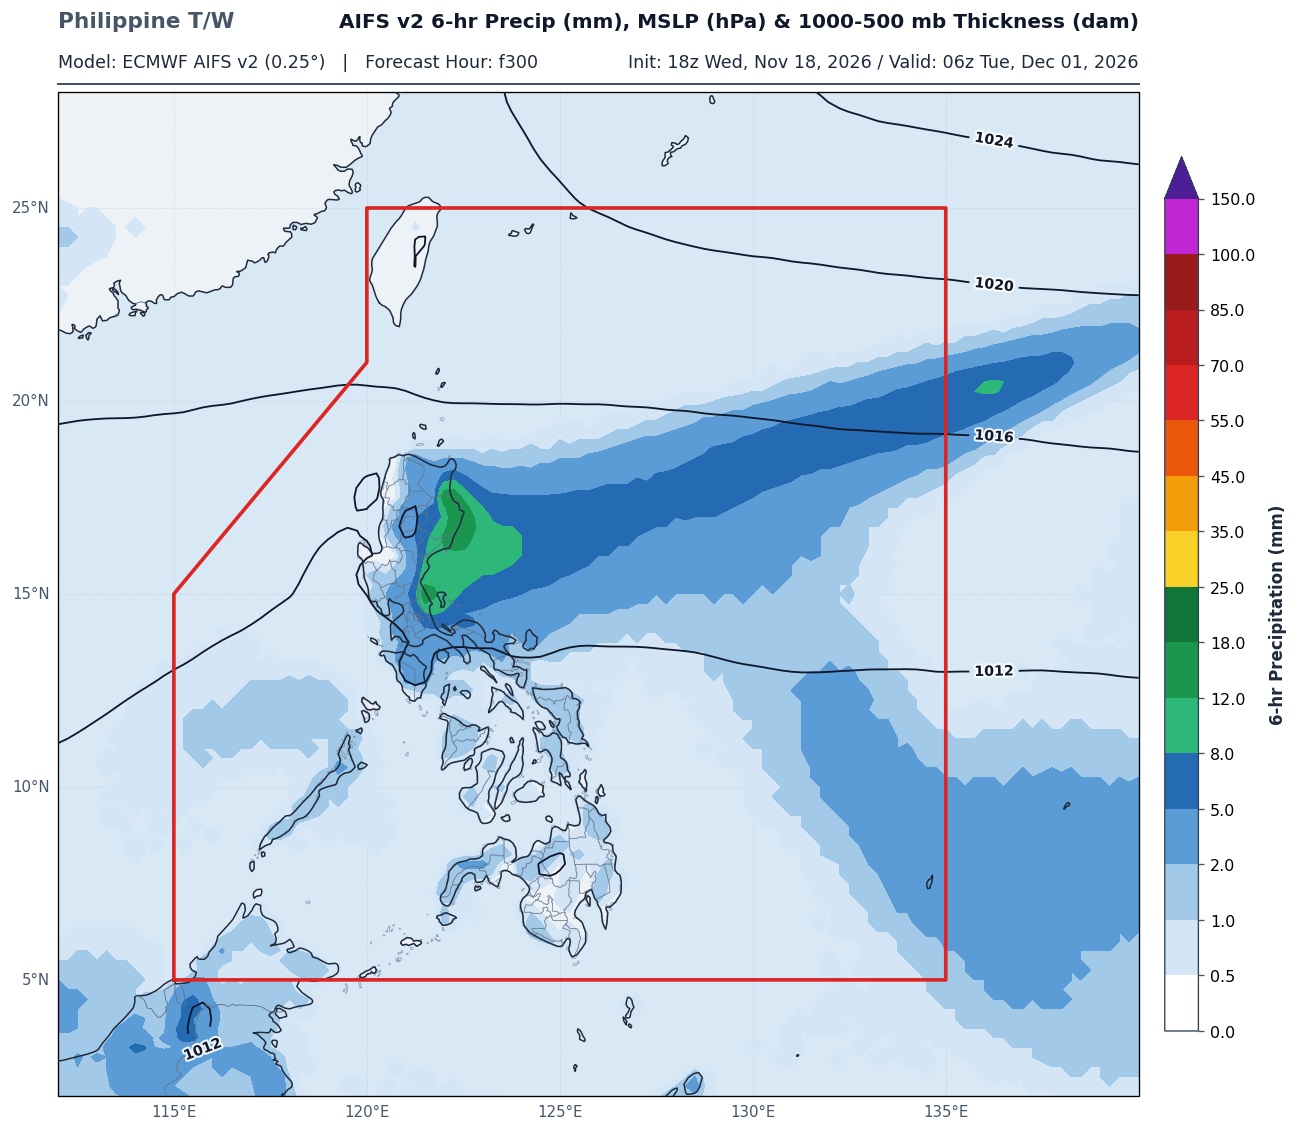 Philippine T/W
AIFS v2 6-hr Precip (mm), MSLP (hPa) & 1000-500 mb Thickness (dam)
Model: ECMWF AIFS v2 (0.25°) | Forecast Hour: f300
Init: 18z Wed, Nov 18, 2026 / Valid: 06z Tue, Dec 01, 2026
1024
1020
1016
1012
1012
25°N
20°N
15°N
10°N
5°N
115°E
120°E
125°E
130°E
135°E
150.0
100.0
85.0
70.0
55.0
45.0
35.0
25.0
18.0
12.0
8.0
5.0
2.0
1.0
0.5
0.0
6-hr Precipitation (mm)